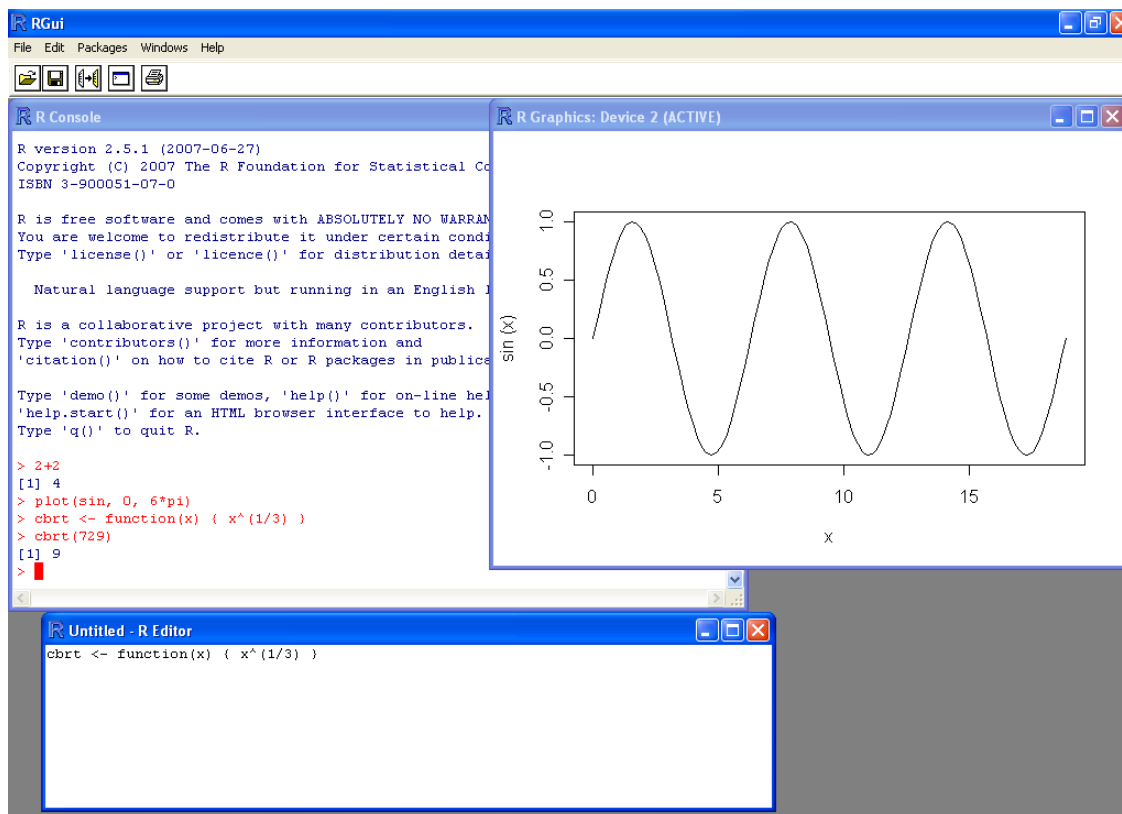 RGui
File Edit Packages Windows Help
R Console
R version 2.5.1 (2007-06-27)
Copyright (C) 2007 The R Foundation for Statistical Co
ISBN 3-900051-07-0
R is free software and comes with ABSOLUTELY NO WARRAN
You are welcome to redistribute it under certain condi
Type 'license()' or 'licence()' for distribution detai
Natural language support but running in an English l
R is a collaborative project with many contributors.
Type 'contributors()' for more information and
'citation()' on how to cite R or R packages in publica
Type 'demo()' for some demos, 'help()' for on-line hel
'help.start()' for an HTML browser interface to help.
Type 'q()' to quit R.
> 2+2
[1] 4
> plot(sin, 0, 6*pi)
> cbrt <- function(x) { x^(1/3) }
> cbrt(729)
[1] 9
>
R Graphics: Device 2 (ACTIVE)
1.0
0.5
0.0
-0.5
-1.0
sin (x)
0 5 10 15
x
Untitled - R Editor
cbrt <- function(x) { x^(1/3) }